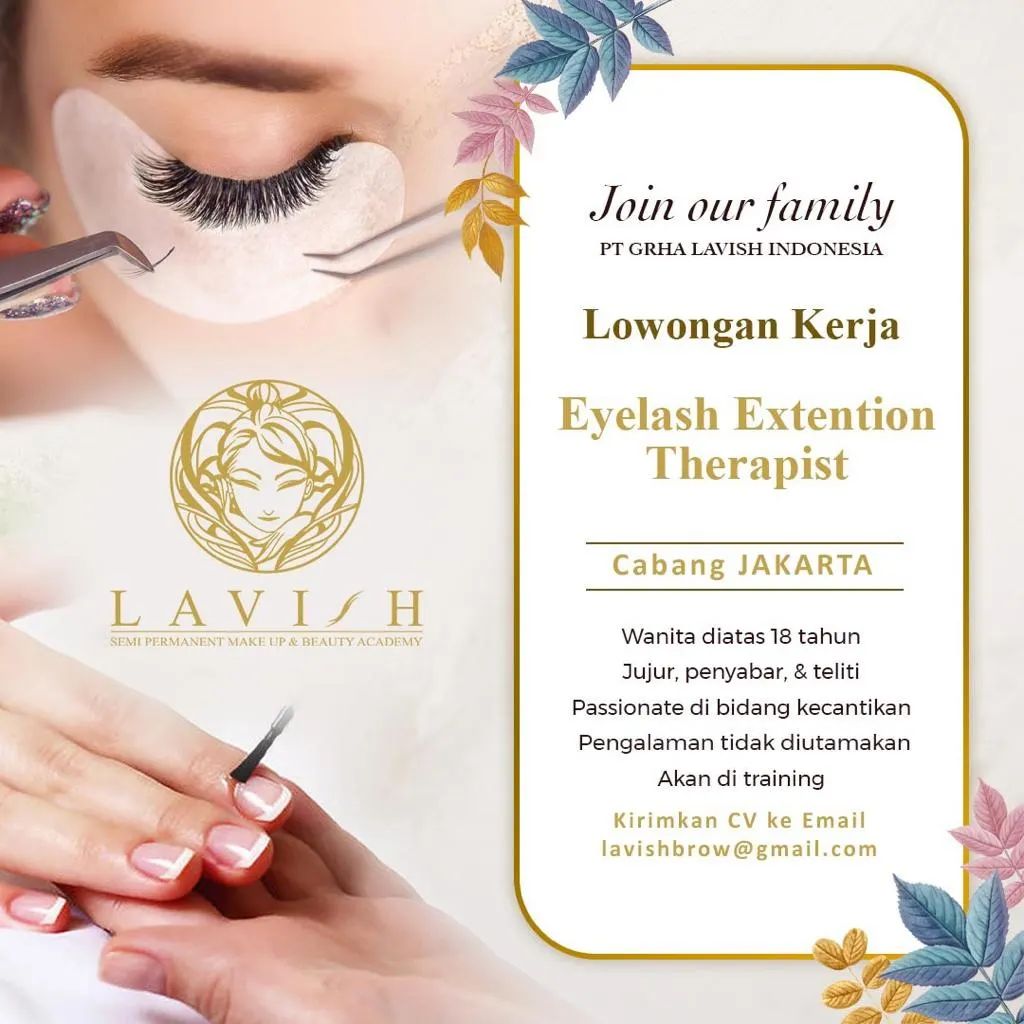 Join our family
PT GRHA LAVISH INDONESIA
Lowongan Kerja
Eyelash Extention
Therapist
Cabang JAKARTA
Wanita diatas 18 tahun
Jujur, penyabar, & teliti
Passionate di bidang kecantikan
Pengalaman tidak diutamakan
Akan di training
Kirimkan CV ke Email
lavishbrow@gmail.com
LAVISH
SEMI PERMANENT MAKE UP & BEAUTY ACADEMY